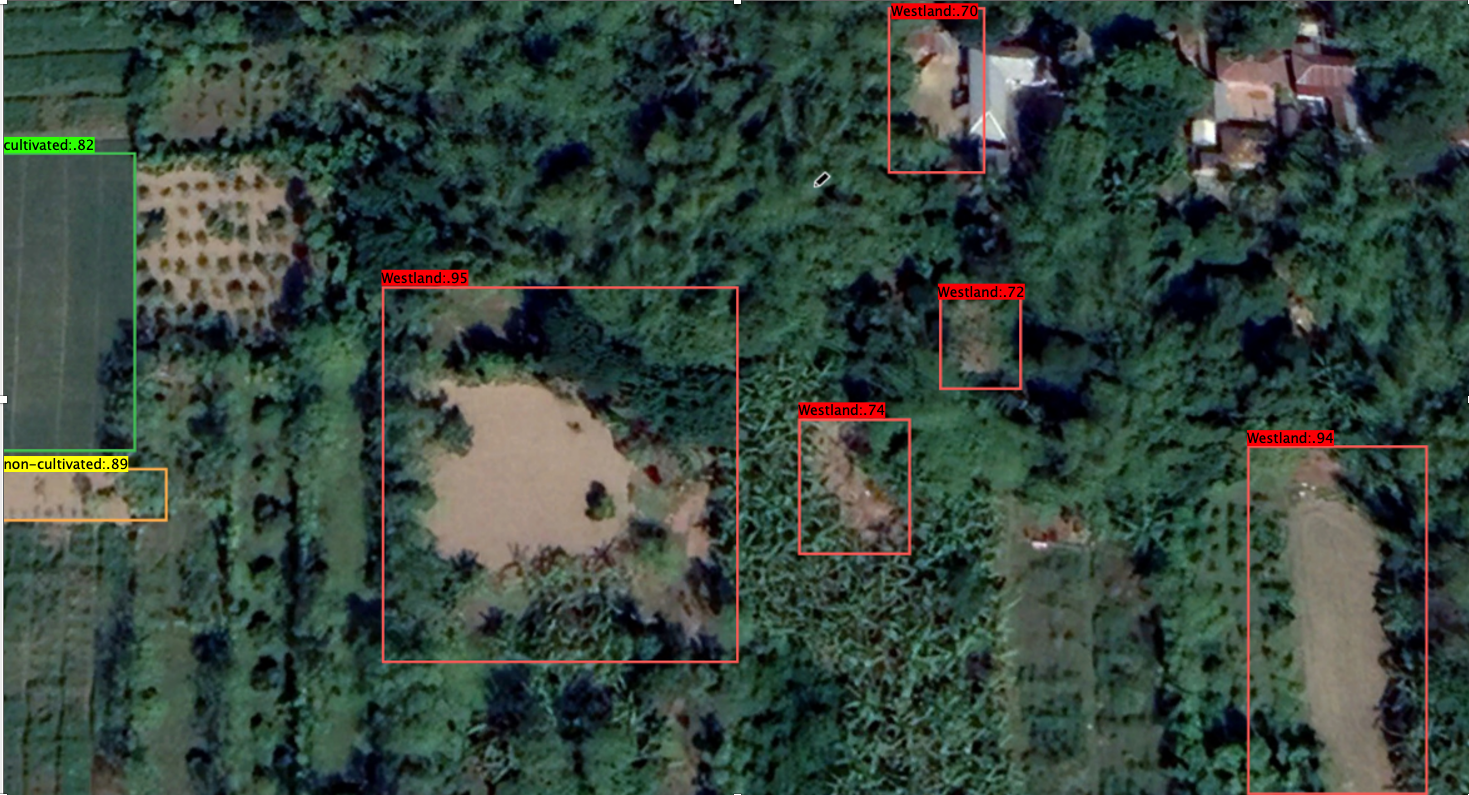 Westland:.70
cultivated:.82
Westland:.95
Westland:.72
Westland:.74
Westland:.94
non-cultivated:.89